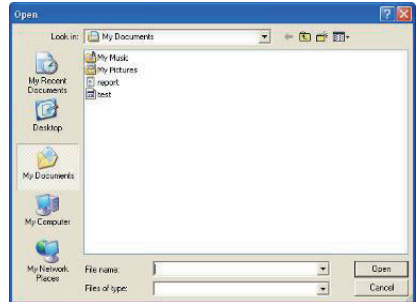 Open
Look in:
My Documents
My Recent
Documents
Desktop
My Documents
My Computer
My Network
Places
My Music
My Pictures
report
test
File name:
Open
Files of type:
Cancel